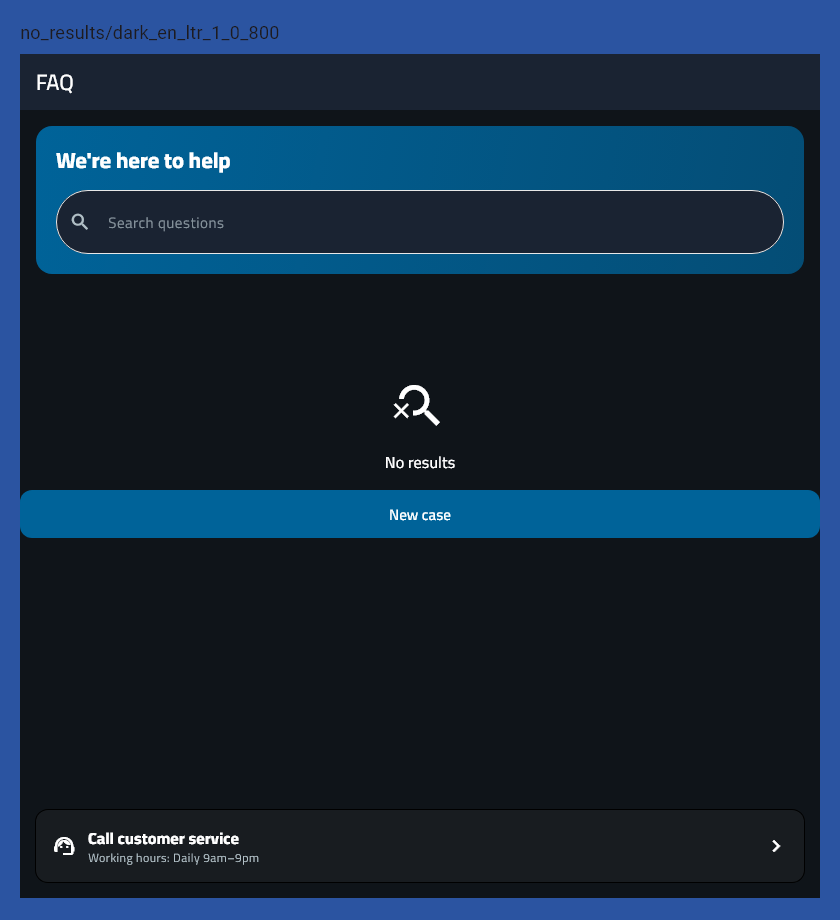 no_results/dark_en_ltr_1_0_800
FAQ
We're here to help
Search questions
No results
New case
Call customer service
Working hours: Daily 9am–9pm